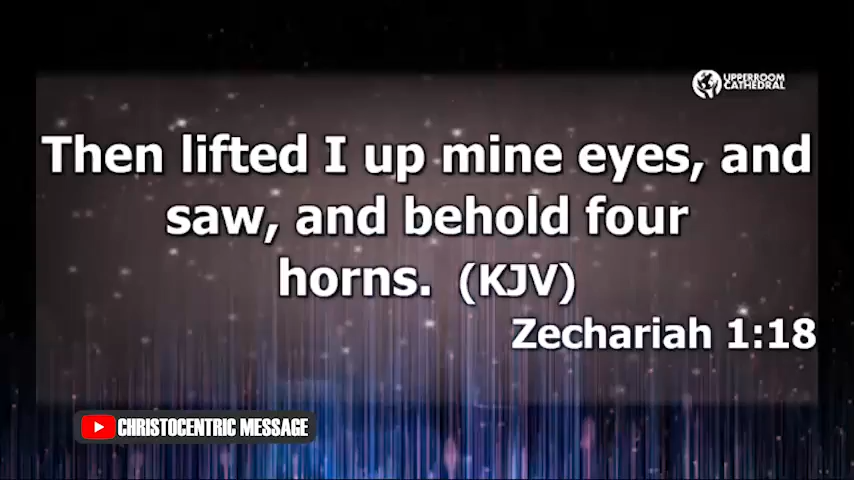 UPPERROOM
CATHEDRAL
Then lifted I up mine eyes, and
saw, and behold four
horns. (KJV)
Zechariah 1:18
CHRISTOCENTRIC MESSAGE